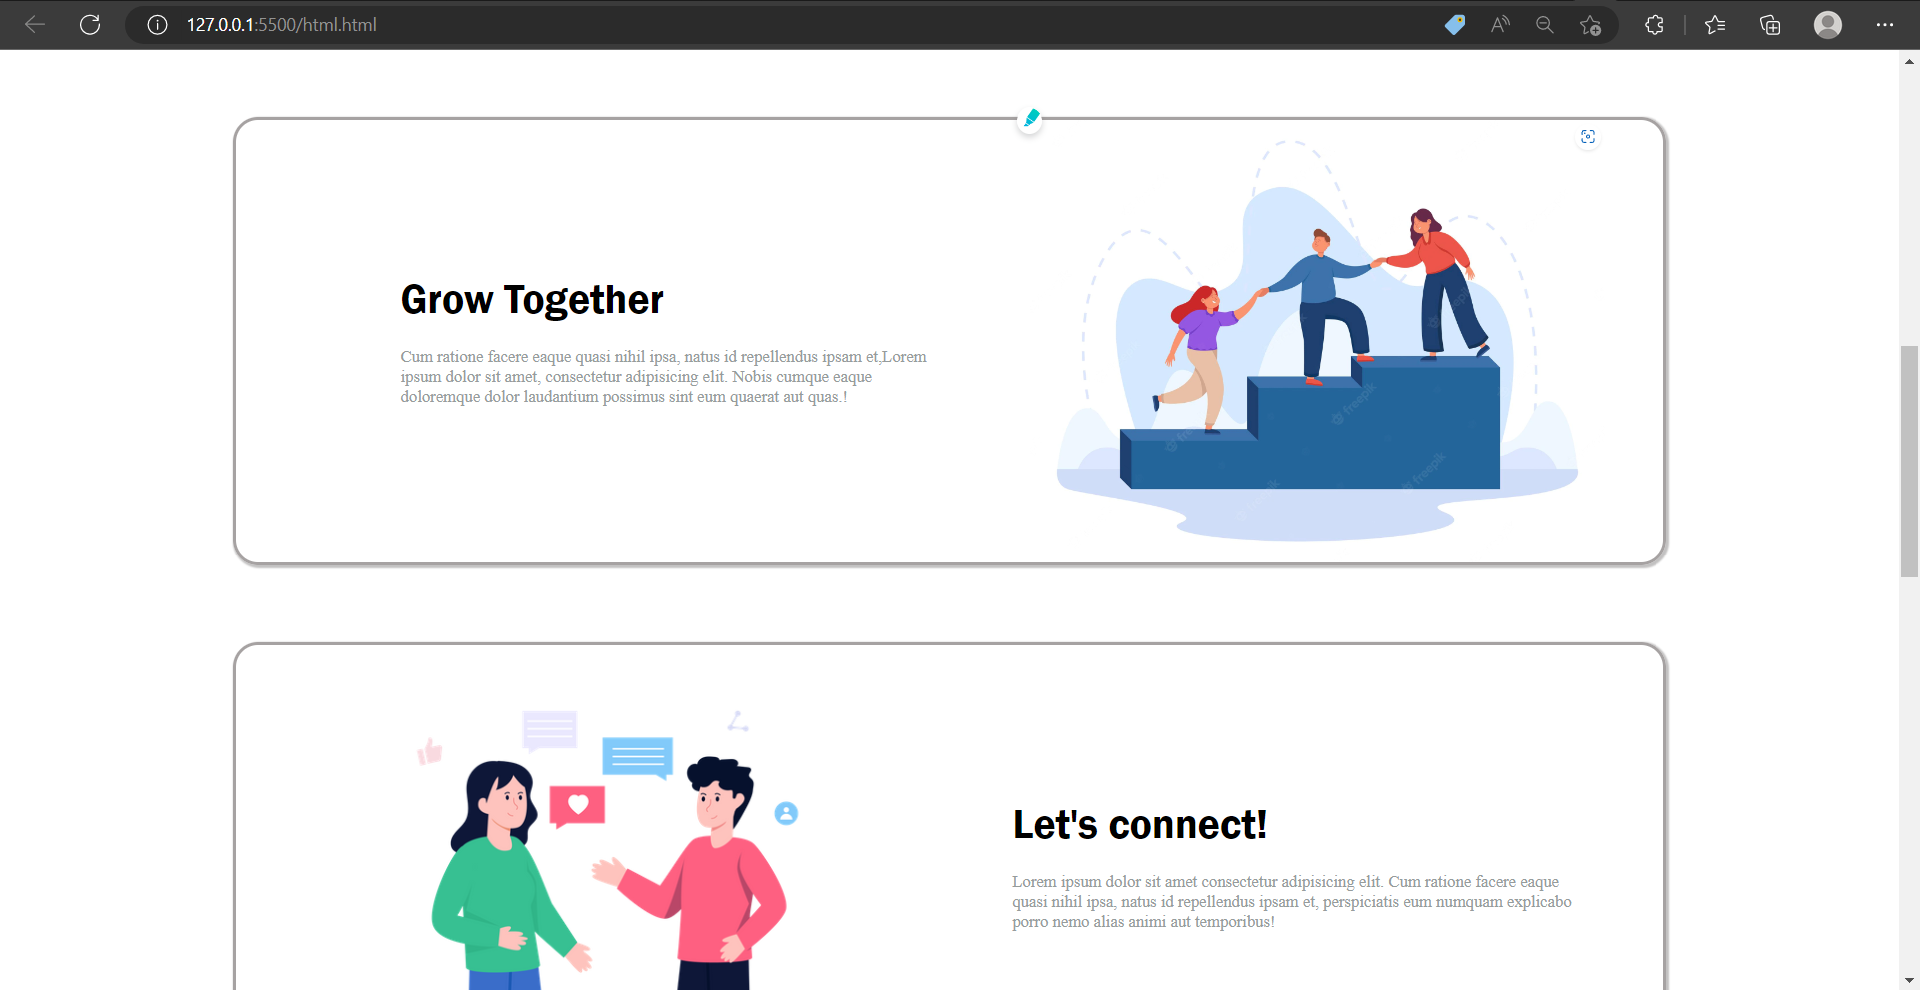 127.0.0.1:5500/html.html
Grow Together
Cum ratione facere eaque quasi nihil ipsa, natus id repellendus ipsam et,Lorem
ipsum dolor sit amet, consectetur adipisicing elit. Nobis cumque eaque
doloremque dolor laudantium possimus sint eum quaerat aut quas.!
freepik
freepik
Let's connect!
Lorem ipsum dolor sit amet consectetur adipisicing elit. Cum ratione facere eaque
quasi nihil ipsa, natus id repellendus ipsam et, perspiciatis eum numquam explicabo
porro nemo alias animi aut temporibus!